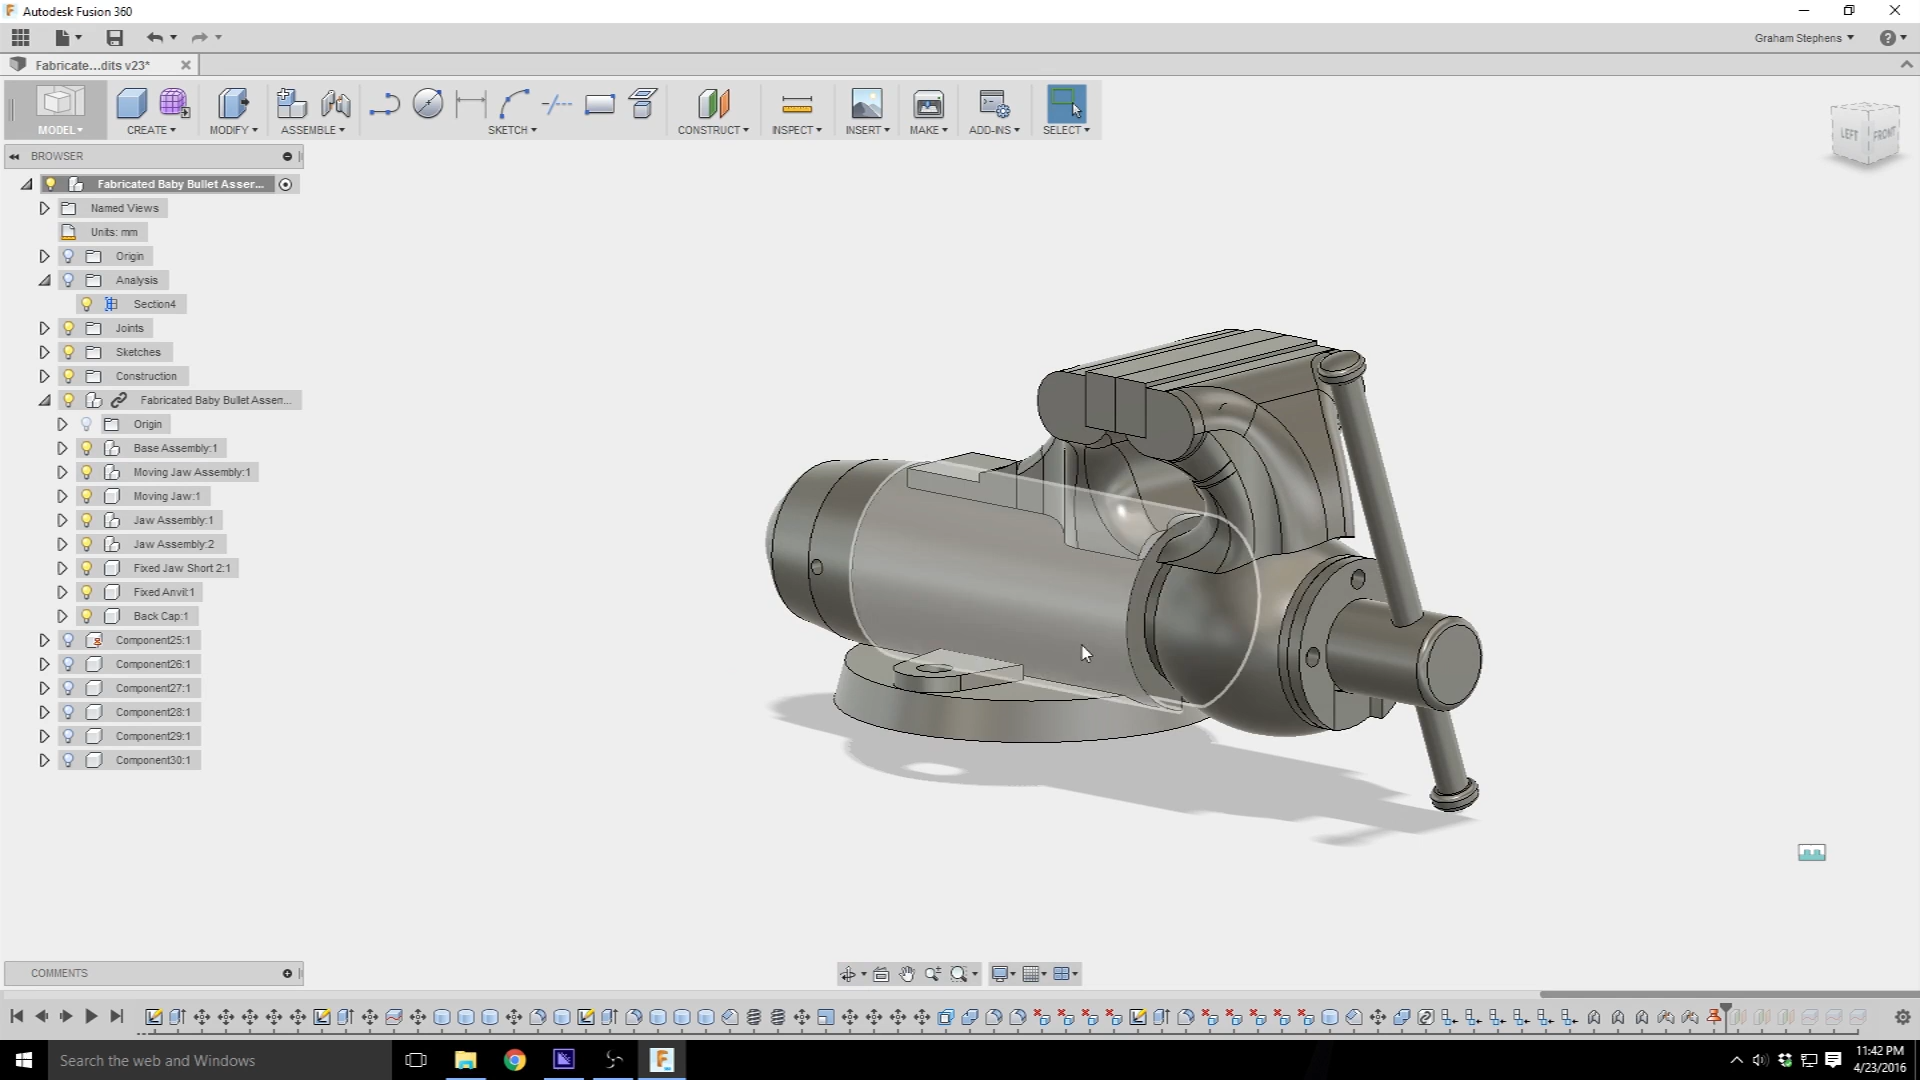 Autodesk Fusion 360
Graham Stephens
Fabricate...dits v23*
MODEL
CREATE
MODIFY
ASSEMBLE
SKETCH
CONSTRUCT
INSPECT
INSERT
MAKE
ADD-INS
SELECT
LEFT
FRONT
BROWSER
Fabricated Baby Bullet Asser...
Named Views
Units: mm
Origin
Analysis
Section4
Joints
Sketches
Construction
Fabricated Baby Bullet Assen...
Origin
Base Assembly:1
Moving Jaw Assembly:1
Moving Jaw:1
Jaw Assembly:1
Jaw Assembly:2
Fixed Jaw Short 2:1
Fixed Anvil:1
Back Cap:1
Component25:1
Component26:1
Component27:1
Component28:1
Component29:1
Component30:1
COMMENTS
Search the web and Windows
11:42 PM
4/23/2016